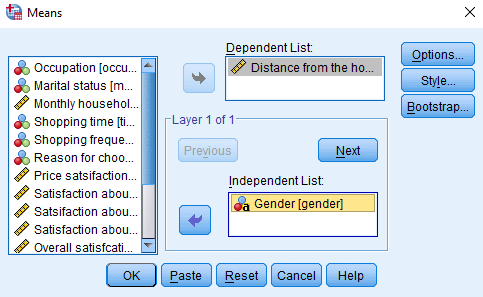 Means
Occupation [occu...
Marital status [m...
Monthly househol...
Shopping time [ti...
Shopping freque...
Reason for choo...
Price satsifaction...
Satisfaction abou...
Satsifaction abou...
Satisfaction abou...
Overall satisfcati...
Dependent List:
Distance from the ho...
Layer 1 of 1
Previous
Next
Independent List:
a Gender [gender]
Options...
Style...
Bootstrap...
OK
Paste
Reset
Cancel
Help